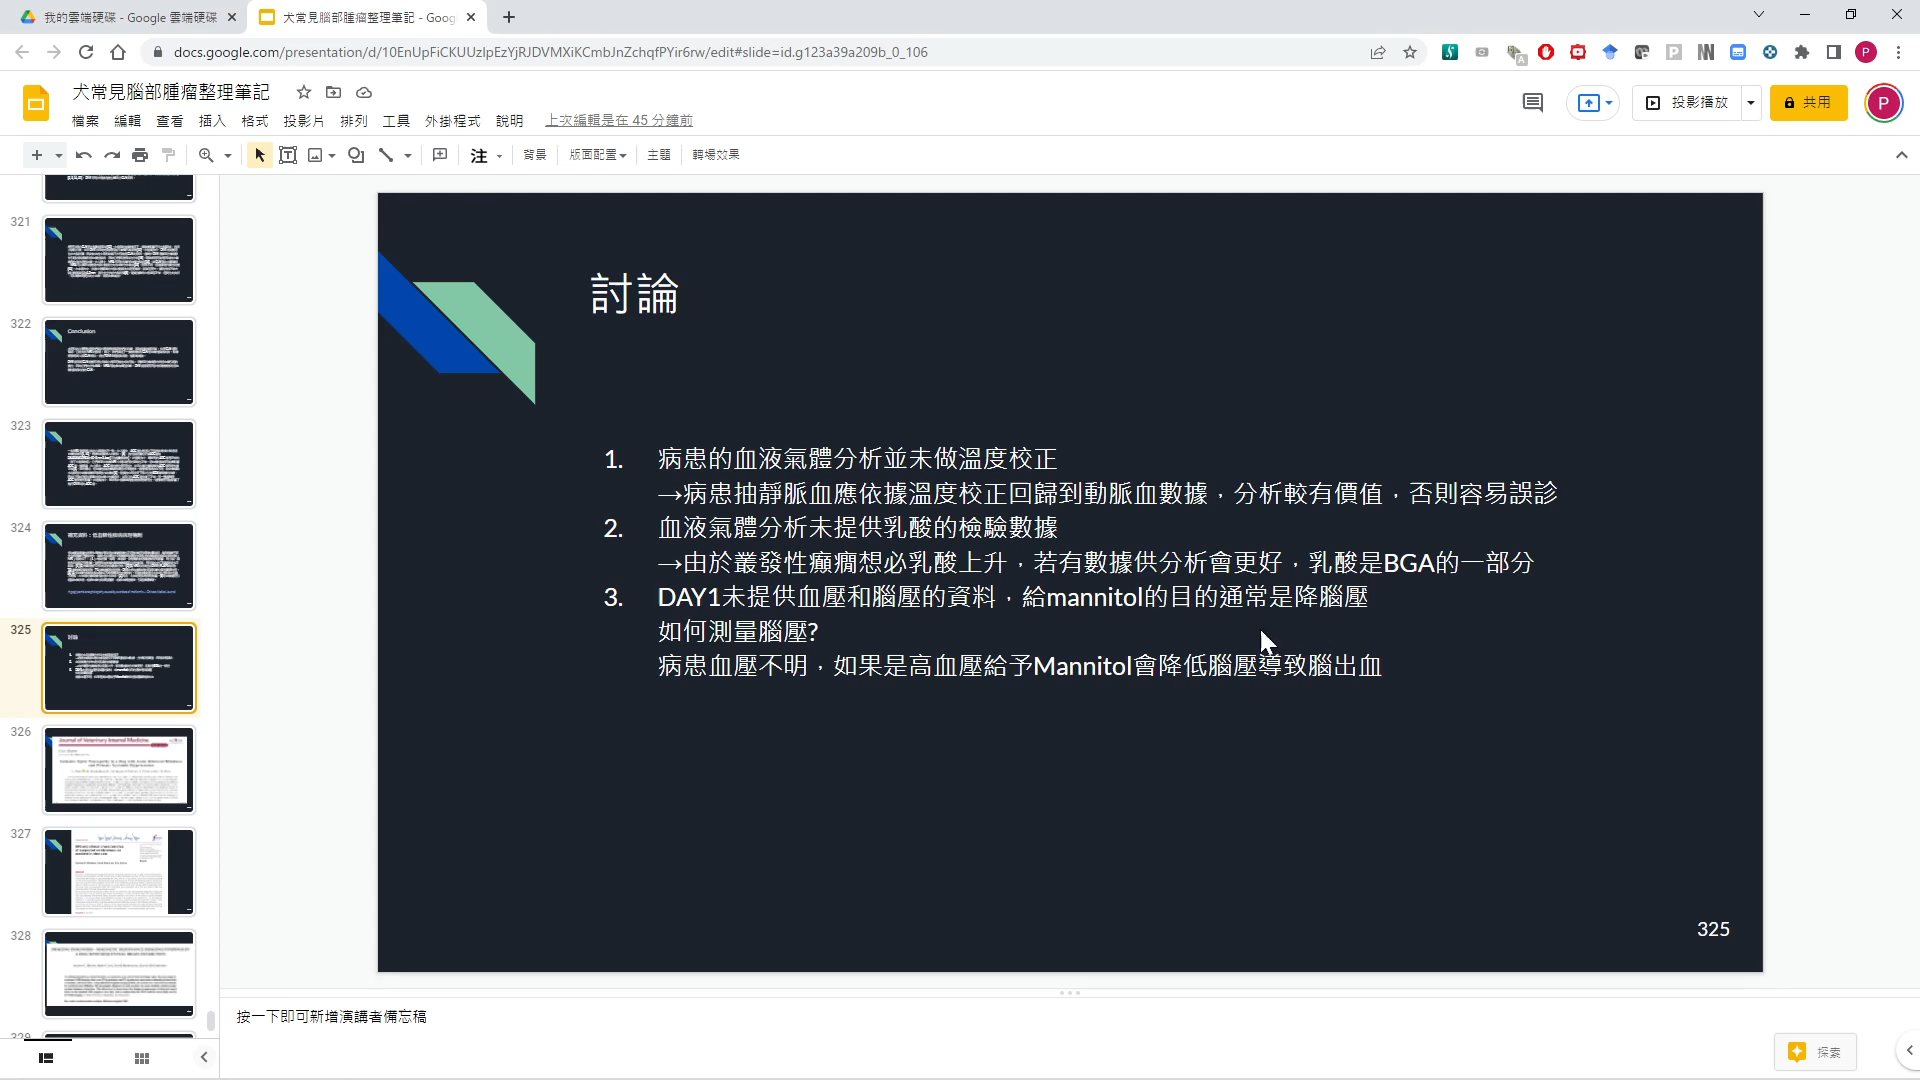 我的雲端硬碟 - Google 雲端硬碟
犬常見腦部腫瘤整理筆記 - Goog
docs.google.com/presentation/d/10EnUpFiCKUUzlpEzYjRJDVMXiKCmbJnZchqfPYir6rw/edit#slide=id.g123a39a209b_0_106
犬常見腦部腫瘤整理筆記
檔案 編輯 查看 插入 格式 投影片 排列 工具 外掛程式 說明 上次編輯是在 45 分鐘前
投影播放
共用
P
注 背景 版面配置 主題 轉場效果
321
322
Conclusion
323
324
325
討論
326
Journal of Veterinary Internal Medicine
327
328
329
討論
1. 病患的血液氣體分析並未做溫度校正
→病患抽靜脈血應依據溫度校正回歸到動脈血數據，分析較有價值，否則容易誤診
2. 血液氣體分析未提供乳酸的檢驗數據
→由於叢發性癲癇想必乳酸上升，若有數據供分析會更好，乳酸是BGA的一部分
3. DAY1未提供血壓和腦壓的資料，給mannitol的目的通常是降腦壓
如何測量腦壓?
病患血壓不明，如果是高血壓給予Mannitol會降低腦壓導致腦出血
325
按一下即可新增演講者備忘稿
探索